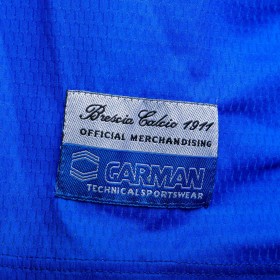 Brescia Calcio 1911
OFFICIAL MERCHANDISING
GARMAN
TECHNICALSPORTSWEAR